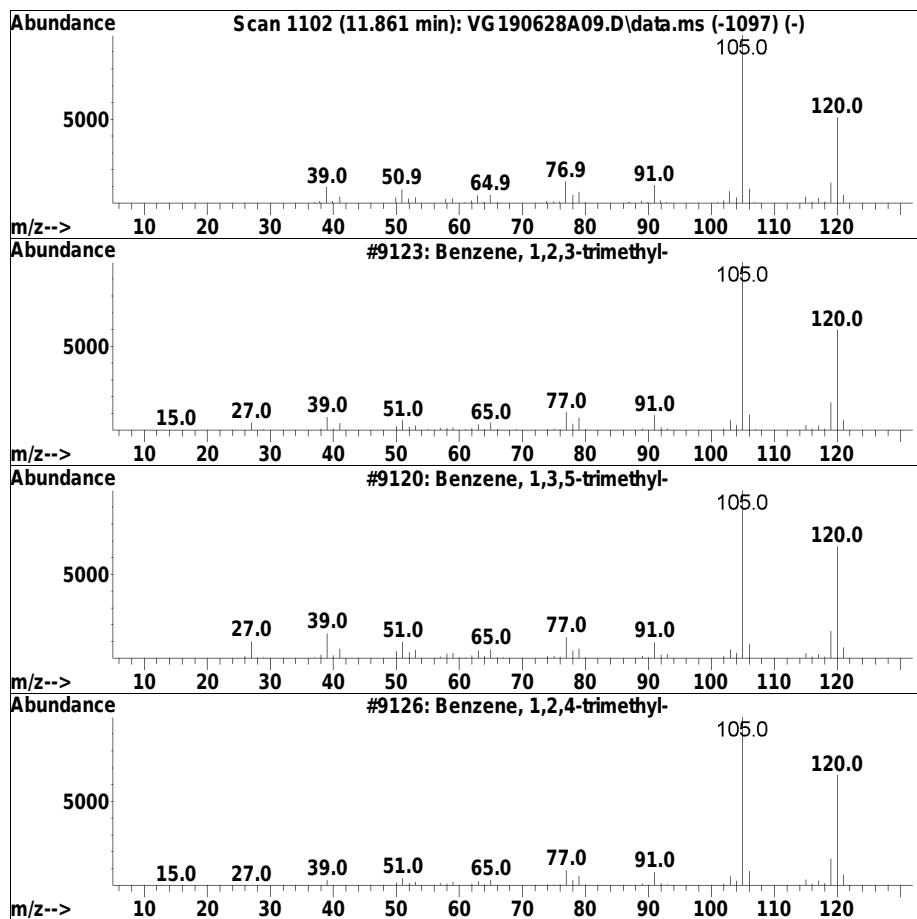 Abundance Scan 1102 (11.861 min): VG190628A09.D\data.ms (-1097) (-)
105.0
120.0
5000
39.0 50.9 64.9 76.9 91.0
m/z--> 10 20 30 40 50 60 70 80 90 100 110 120
Abundance #9123: Benzene, 1,2,3-trimethyl-
105.0
120.0
5000
15.0 27.0 39.0 51.0 65.0 77.0 91.0
m/z--> 10 20 30 40 50 60 70 80 90 100 110 120
Abundance #9120: Benzene, 1,3,5-trimethyl-
105.0
120.0
5000
27.0 39.0 51.0 65.0 77.0 91.0
m/z--> 10 20 30 40 50 60 70 80 90 100 110 120
Abundance #9126: Benzene, 1,2,4-trimethyl-
105.0
120.0
5000
15.0 27.0 39.0 51.0 65.0 77.0 91.0
m/z--> 10 20 30 40 50 60 70 80 90 100 110 120